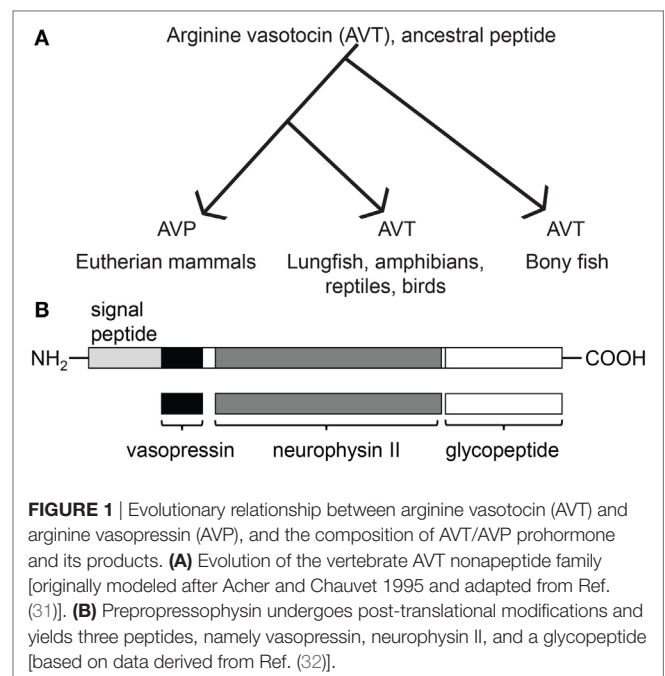 A
Arginine vasotocin (AVT), ancestral peptide
AVP
AVT
AVT
Eutherian mammals
Lungfish, amphibians,
reptiles, birds
Bony fish
B
signal
peptide
NH2
COOH
vasopressin
neurophysin II
glycopeptide
FIGURE 1 | Evolutionary relationship between arginine vasotocin (AVT) and
arginine vasopressin (AVP), and the composition of AVT/AVP prohormone
and its products. (A) Evolution of the vertebrate AVT nonapeptide family
[originally modeled after Acher and Chauvet 1995 and adapted from Ref.
(31)]. (B) Prepropressophysin undergoes post-translational modifications and
yields three peptides, namely vasopressin, neurophysin II, and a glycopeptide
[based on data derived from Ref. (32)].